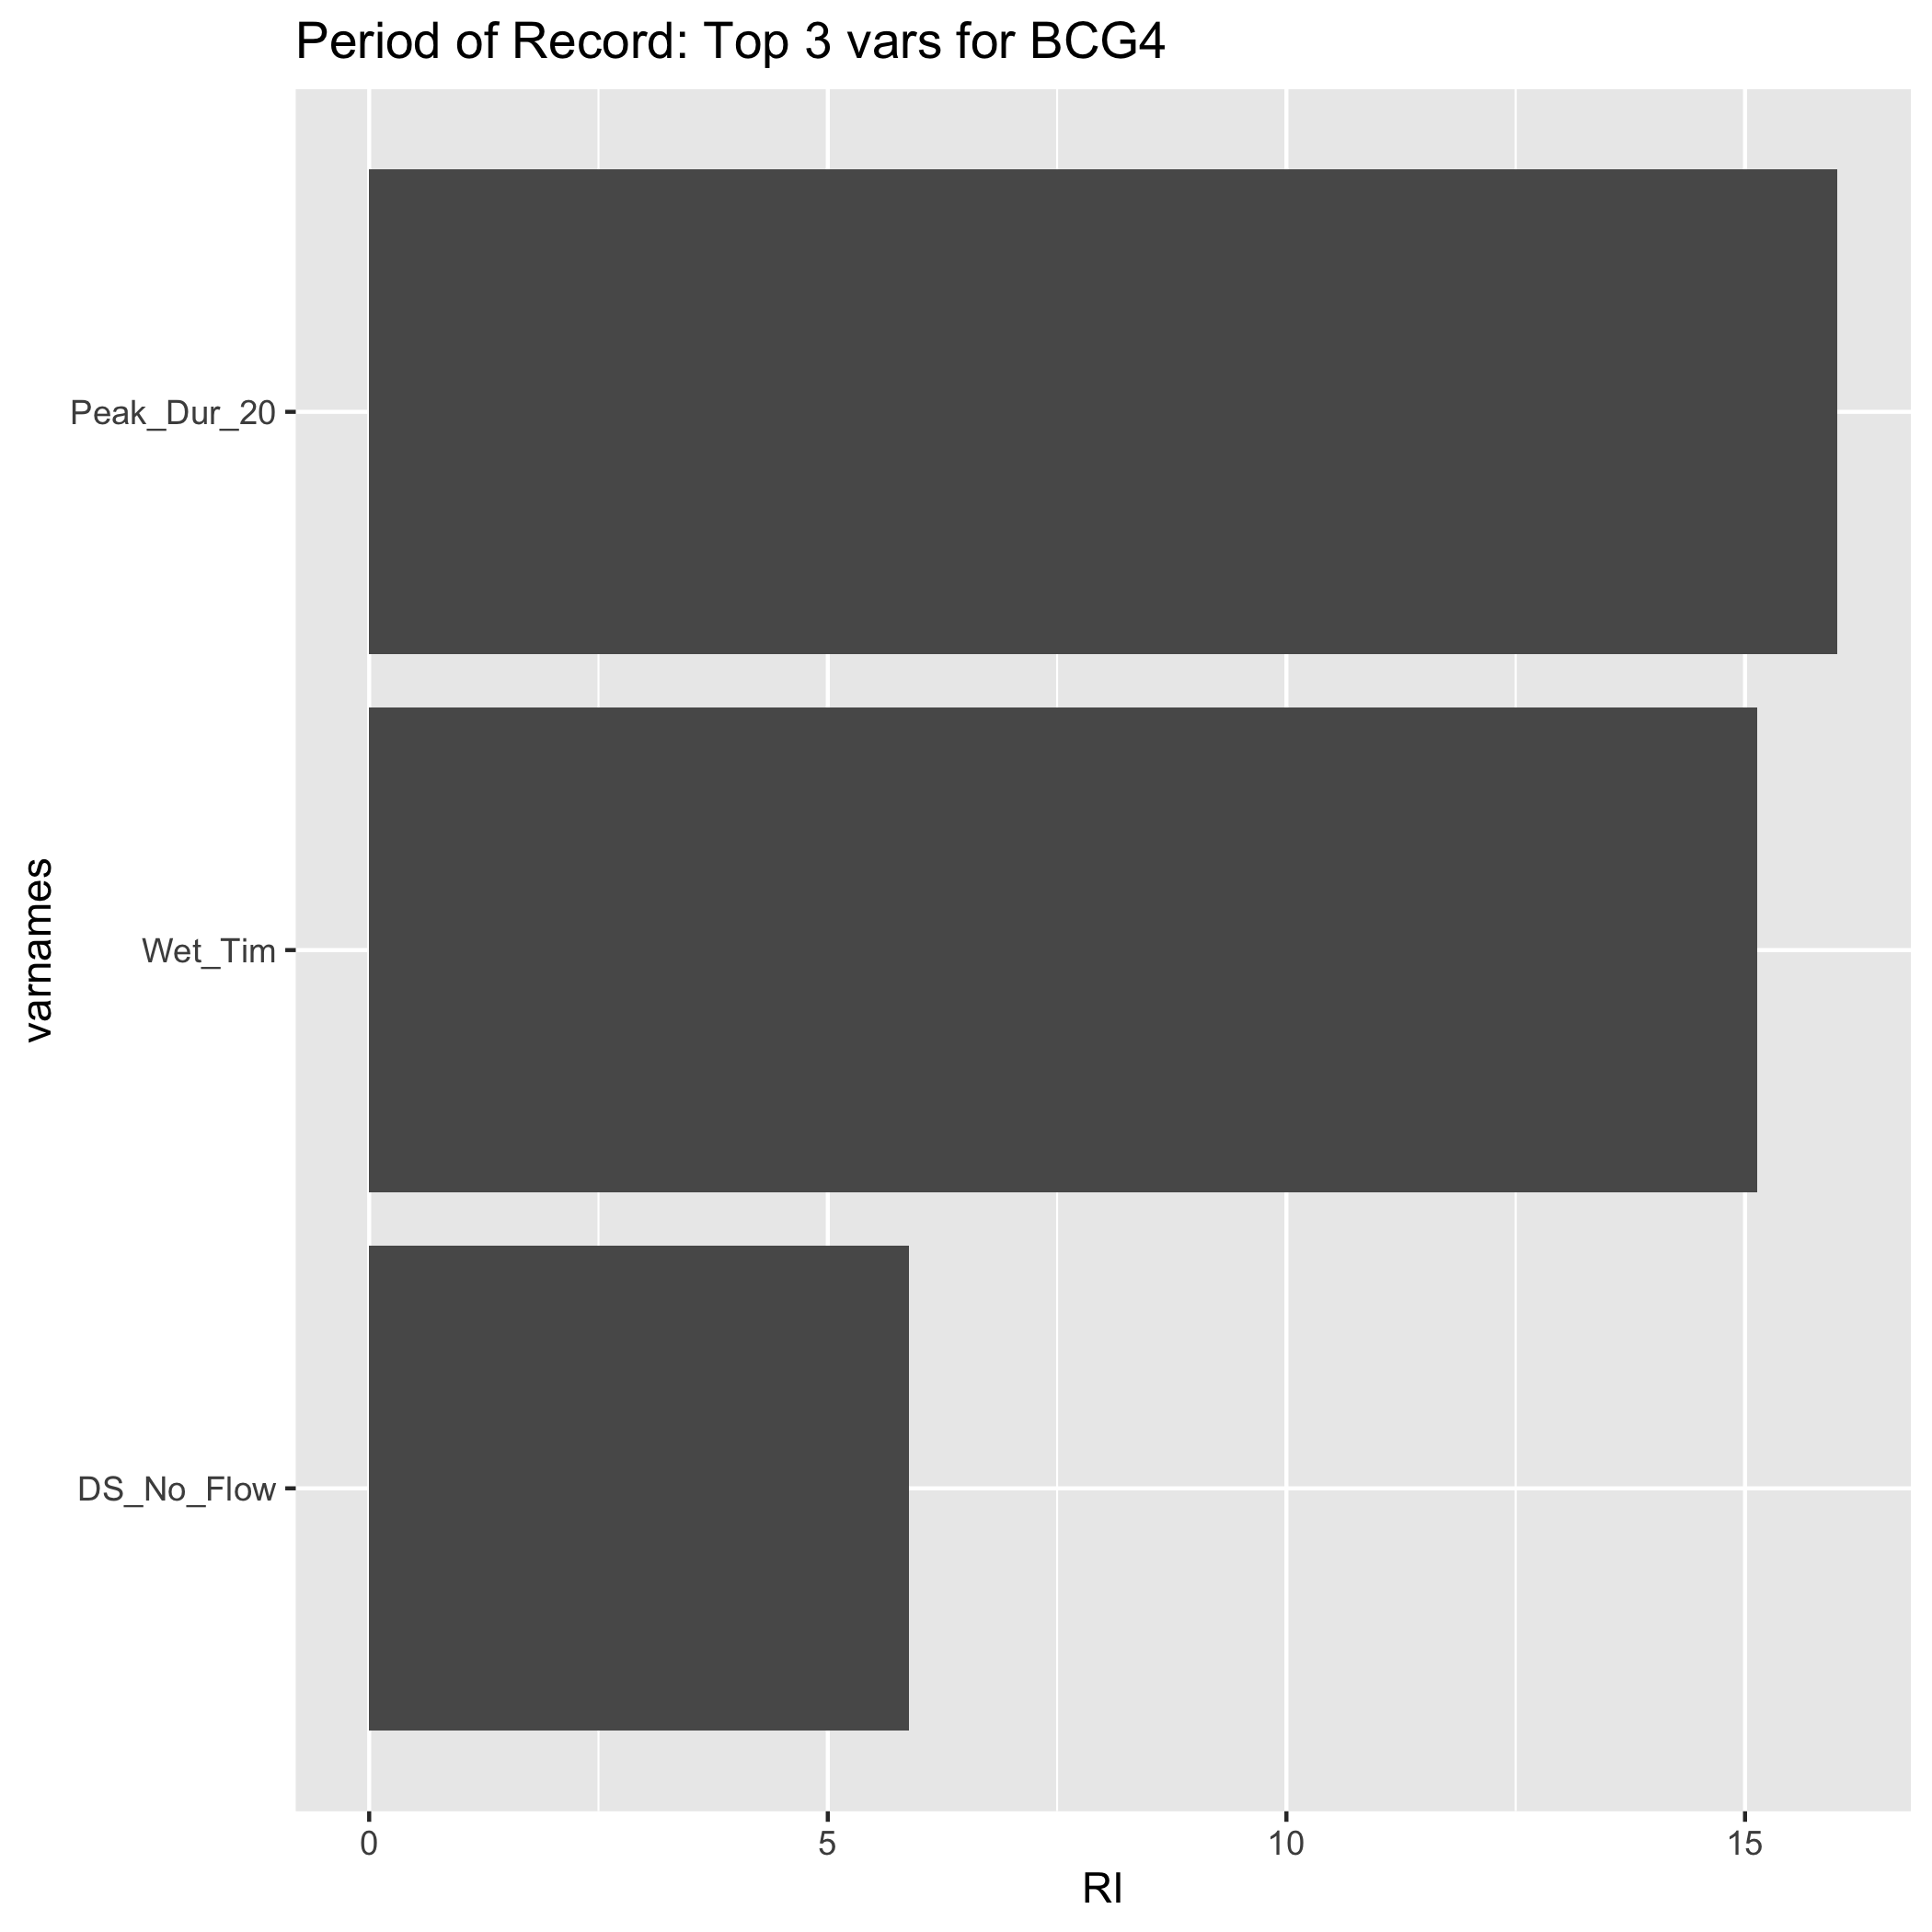 Period of Record: Top 3 vars for BCG4
varnames
Peak_Dur_20
Wet_Tim
DS_No_Flow
0 5 10 15
RI